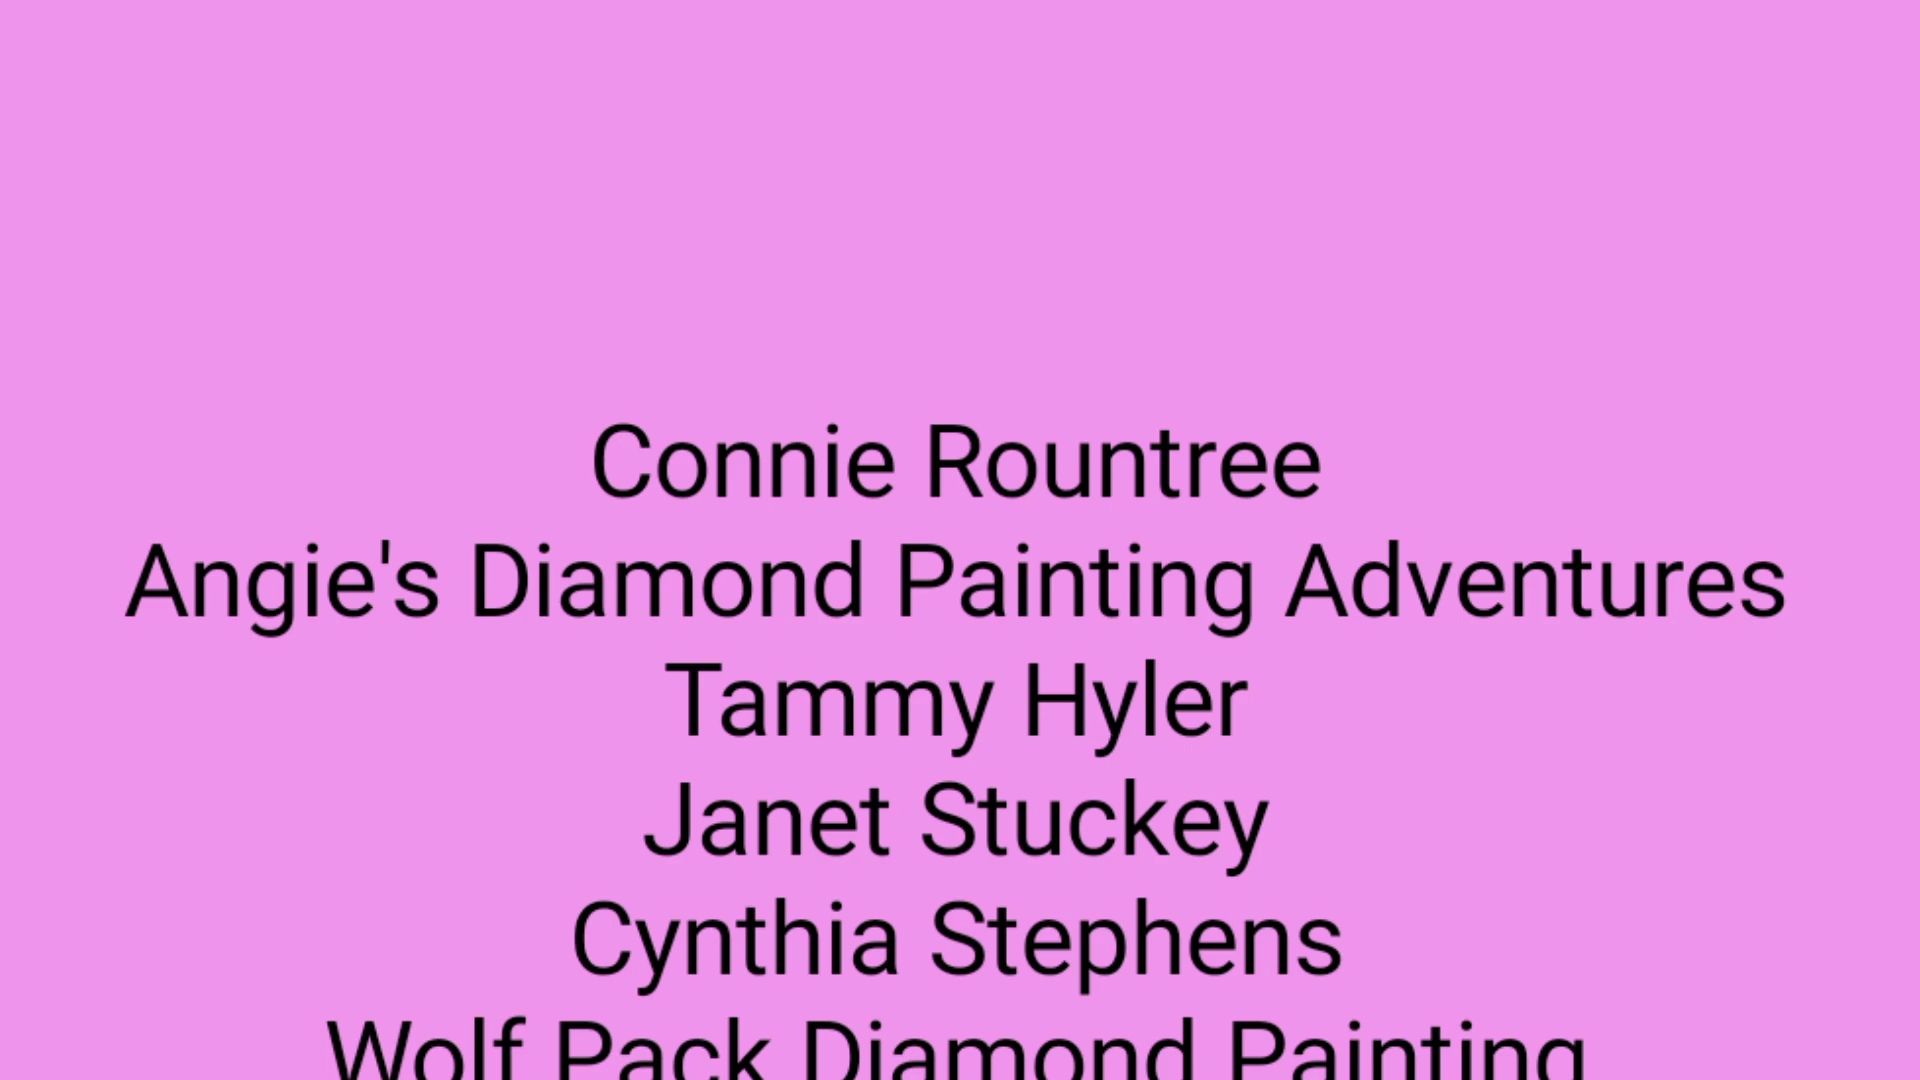 Connie Rountree
Angie's Diamond Painting Adventures
Tammy Hyler
Janet Stuckey
Cynthia Stephens
Wolf Pack Diamond Painting